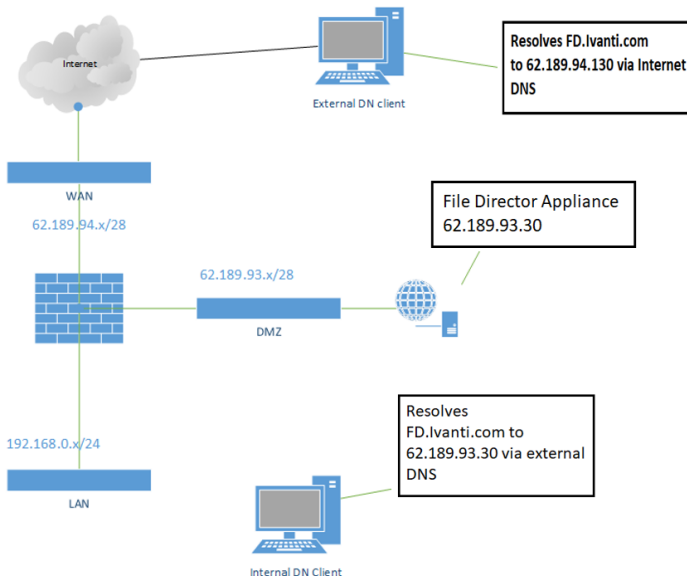 Internet
External DN client
Resolves FD.Ivanti.com
to 62.189.94.130 via Internet
DNS
WAN
62.189.94.x/28
File Director Appliance
62.189.93.30
62.189.93.x/28
DMZ
192.168.0.x/24
LAN
Resolves
FD.Ivanti.com to
62.189.93.30 via external
DNS
Internal DN Client